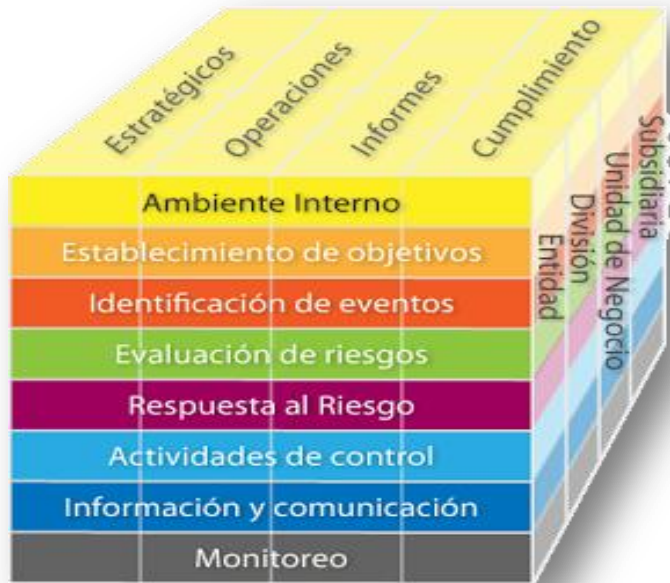 Estratégicos
Operaciones
Informes
Cumplimiento
Ambiente Interno
Establecimiento de objetivos
Identificación de eventos
Evaluación de riesgos
Respuesta al Riesgo
Actividades de control
Información y comunicación
Monitoreo
Entidad
División
Unidad de Negocio
Subsidiaria